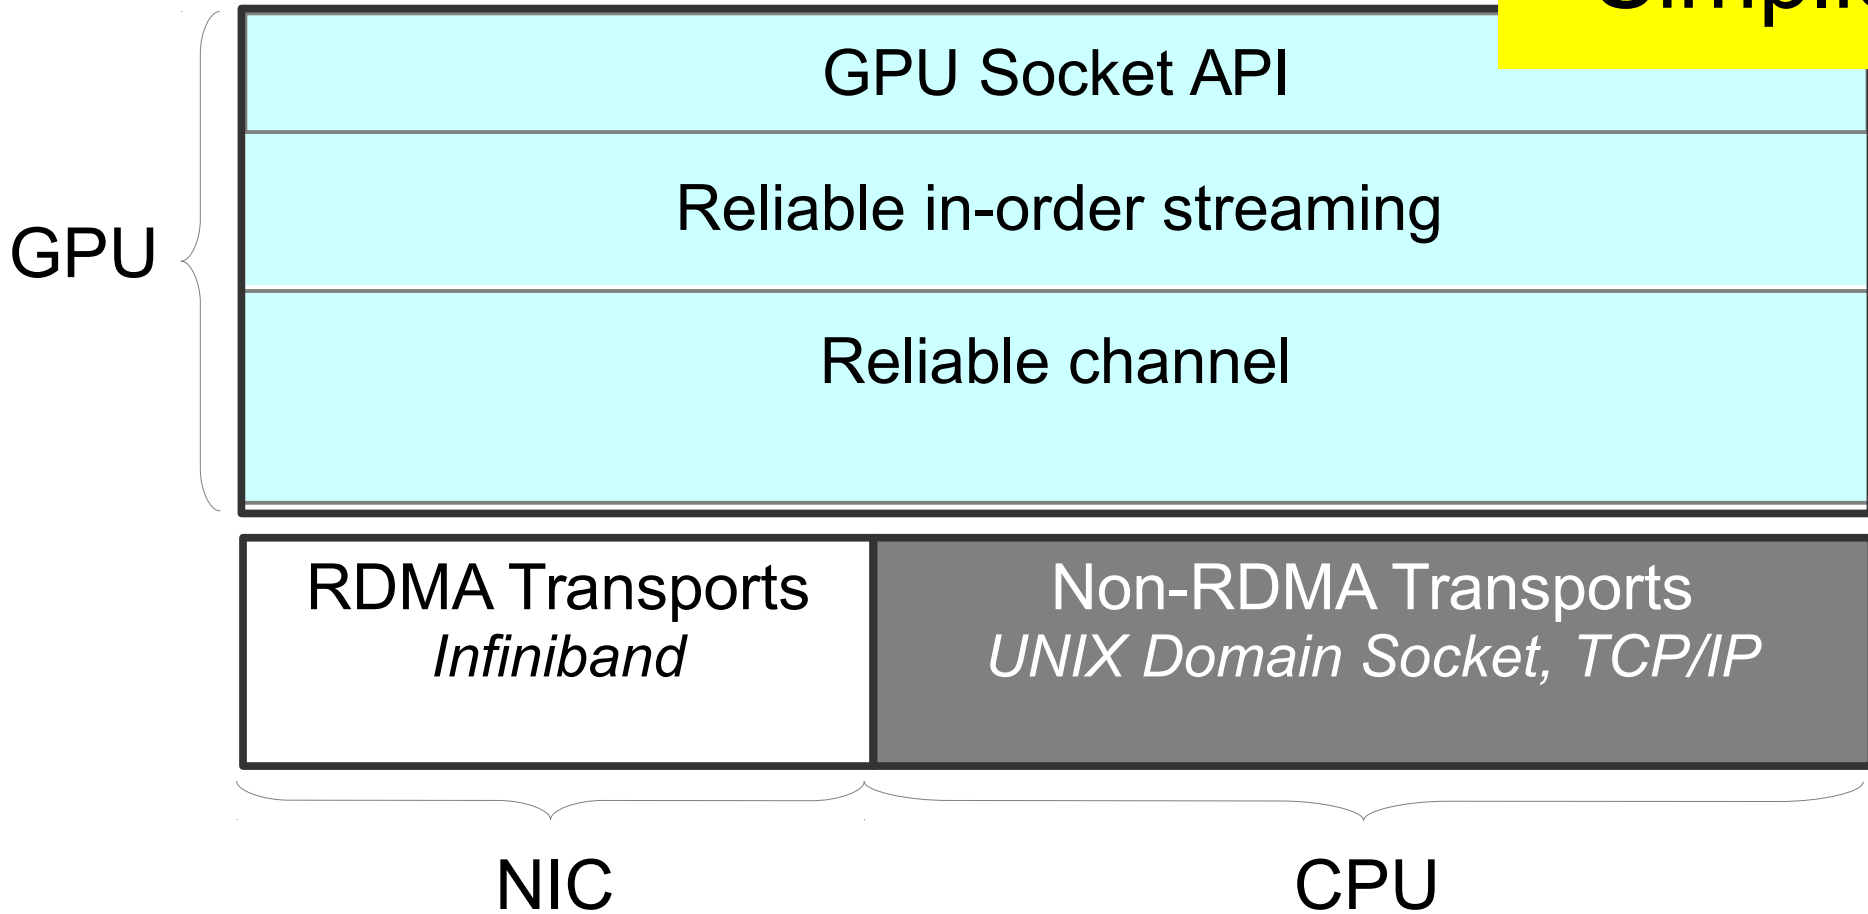 GPU Socket API
Reliable in-order streaming
GPU
Reliable channel
RDMA Transports
Infiniband
Non-RDMA Transports
UNIX Domain Socket, TCP/IP
NIC
CPU